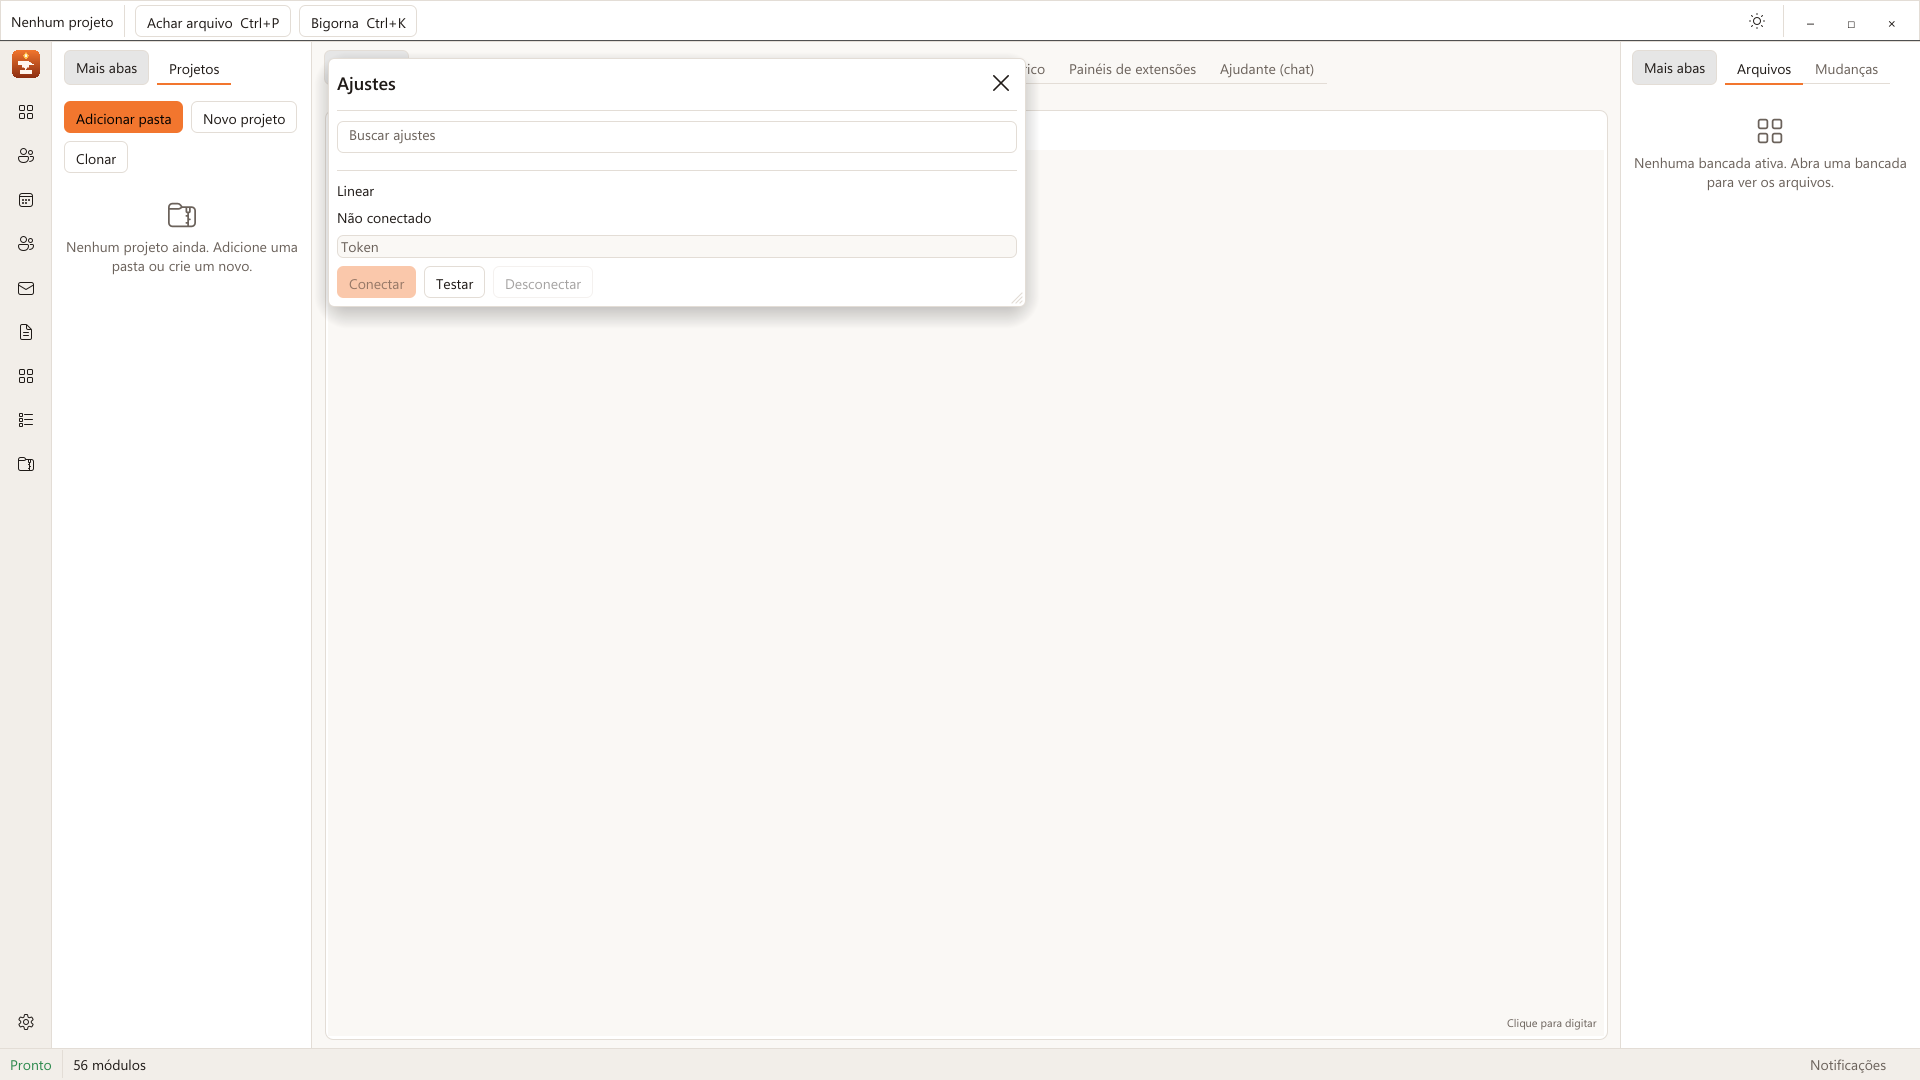 Nenhum projeto
Achar arquivo Ctrl+P
Bigorna Ctrl+K
Mais abas
Projetos
Adicionar pasta
Novo projeto
Clonar
Nenhum projeto ainda. Adicione uma
pasta ou crie um novo.
Ajustes
Buscar ajustes
Linear
Não conectado
Token
Conectar
Testar
Desconectar
Painéis de extensões
Ajudante (chat)
Clique para digitar
Mais abas
Arquivos
Mudanças
Nenhuma bancada ativa. Abra uma bancada
para ver os arquivos.
Pronto
56 módulos
Notificações